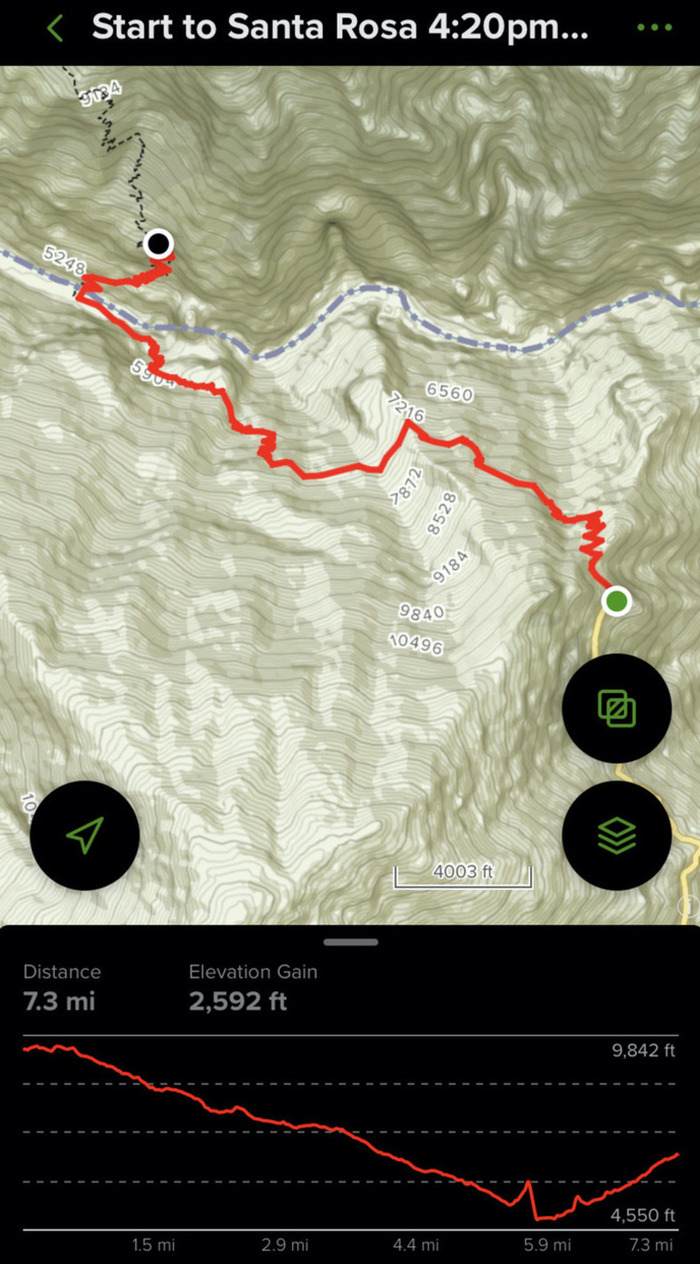 Start to Santa Rosa 4:20pm...
9184
5248
5904
6560
7216
7872
8528
9184
9840
10496
4003 ft
Distance
Elevation Gain
7.3 mi
2,592 ft
9,842 ft
4,550 ft
1.5 mi
2.9 mi
4.4 mi
5.9 mi
7.3 mi